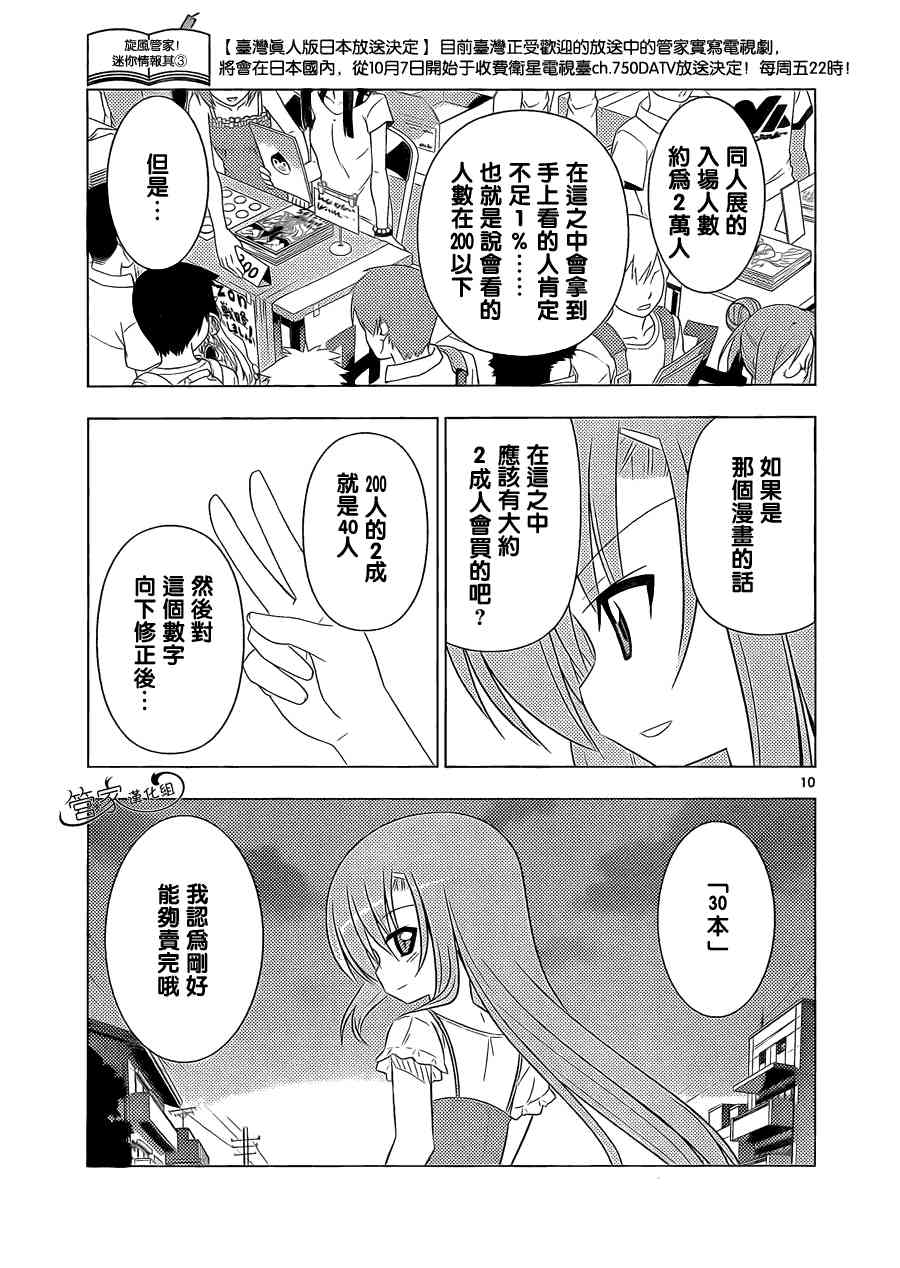 旋風管家!
迷你情報其③
【臺灣眞人版日本放送決定】目前臺灣正受歡迎的放送中的管家實寫電視劇,
將會在日本國內, 從10月7日開始于收費衛星電視臺ch.750DATV放送決定! 每周五22時!
同人展的
入場人數
約爲2萬人
在這之中會拿到
手上看的人肯定
不足1%……
也就是說會看的
人數在200以下
但是…
200
如果是
那個漫畫的話
在這之中
應該有大約
2成人會買的吧?
200人的2成
就是40人
然後對
這個數字
向下修正後…
10
管家漢化組
「30本」
我認爲剛好
能夠賣完哦